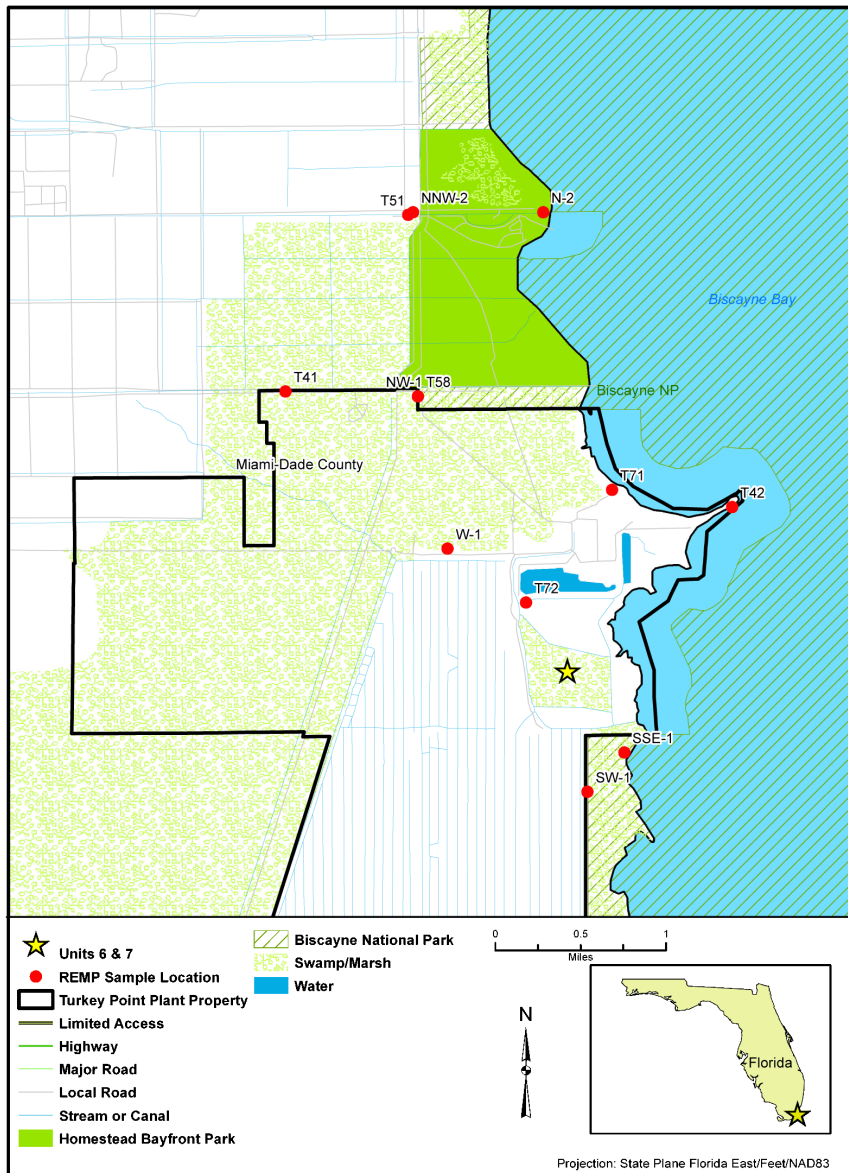 T51
NNW-2
N-2
Biscayne Bay
T41
NW-1
T58
Biscayne NP
Miami-Dade County
T71
T42
W-1
T72
SSE-1
SW-1
Units 6 & 7
REMP Sample Location
Turkey Point Plant Property
Limited Access
Highway
Major Road
Local Road
Stream or Canal
Homestead Bayfront Park
Biscayne National Park
Swamp/Marsh
Water
0 0.5 1
Miles
N
Florida
Projection: State Plane Florida East/Feet/NAD83